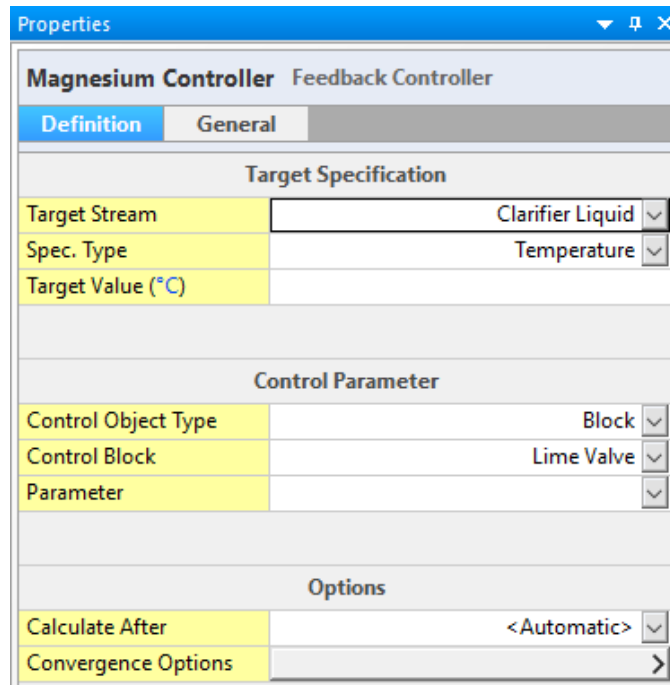 Properties
Magnesium Controller Feedback Controller
Definition General
Target Specification
Target Stream Clarifier Liquid
Spec. Type Temperature
Target Value (°C)
Control Parameter
Control Object Type Block
Control Block Lime Valve
Parameter
Options
Calculate After <Automatic>
Convergence Options